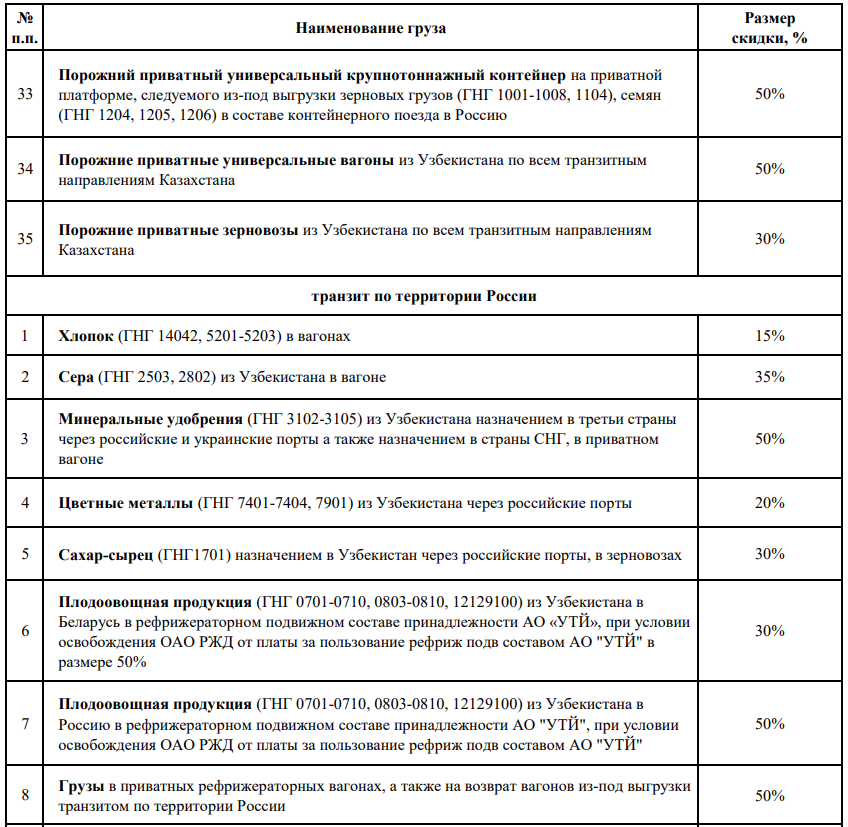 №
п.п.
Наименование груза
Размер
скидки, %
33
Порожний приватный универсальный крупнотоннажный контейнер на приватной
платформе, следуемого из-под выгрузки зерновых грузов (ГНГ 1001-1008, 1104), семян
(ГНГ 1204, 1205, 1206) в составе контейнерного поезда в Россию
50%
34
Порожние приватные универсальные вагоны из Узбекистана по всем транзитным
направлениям Казахстана
50%
35
Порожние приватные зерновозы из Узбекистана по всем транзитным направлениям
Казахстана
30%
транзит по территории России
1
Хлопок (ГНГ 14042, 5201-5203) в вагонах
15%
2
Сера (ГНГ 2503, 2802) из Узбекистана в вагоне
35%
3
Минеральные удобрения (ГНГ 3102-3105) из Узбекистана назначением в третьи страны
через российские и украинские порты а также назначением в страны СНГ, в приватном
вагоне
50%
4
Цветные металлы (ГНГ 7401-7404, 7901) из Узбекистана через российские порты
20%
5
Сахар-сырец (ГНГ1701) назначением в Узбекистан через российские порты, в зерновозах
30%
6
Плодоовощная продукция (ГНГ 0701-0710, 0803-0810, 12129100) из Узбекистана в
Беларусь в рефрижераторном подвижном составе принадлежности АО «УТЙ», при условии
освобождения ОАО РЖД от платы за пользование рефриж подв составом АО "УТЙ" в
размере 50%
30%
7
Плодоовощная продукция (ГНГ 0701-0710, 0803-0810, 12129100) из Узбекистана в
Россию в рефрижераторном подвижном составе принадлежности АО "УТЙ", при условии
освобождения ОАО РЖД от платы за пользование рефриж подв составом АО "УТЙ"
50%
8
Грузы в приватных рефрижераторных вагонах, а также на возврат вагонов из-под выгрузки
транзитом по территории России
50%